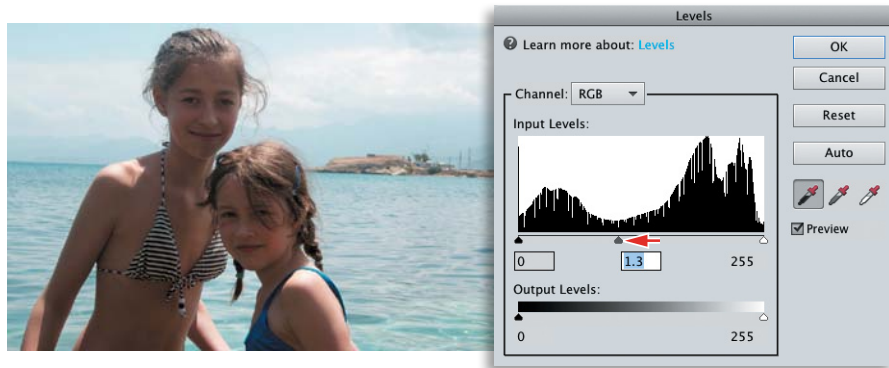 Levels
Learn more about: Levels
OK
Cancel
Reset
Auto
Preview
Channel: RGB
Input Levels:
0 1.3 255
Output Levels:
0 255